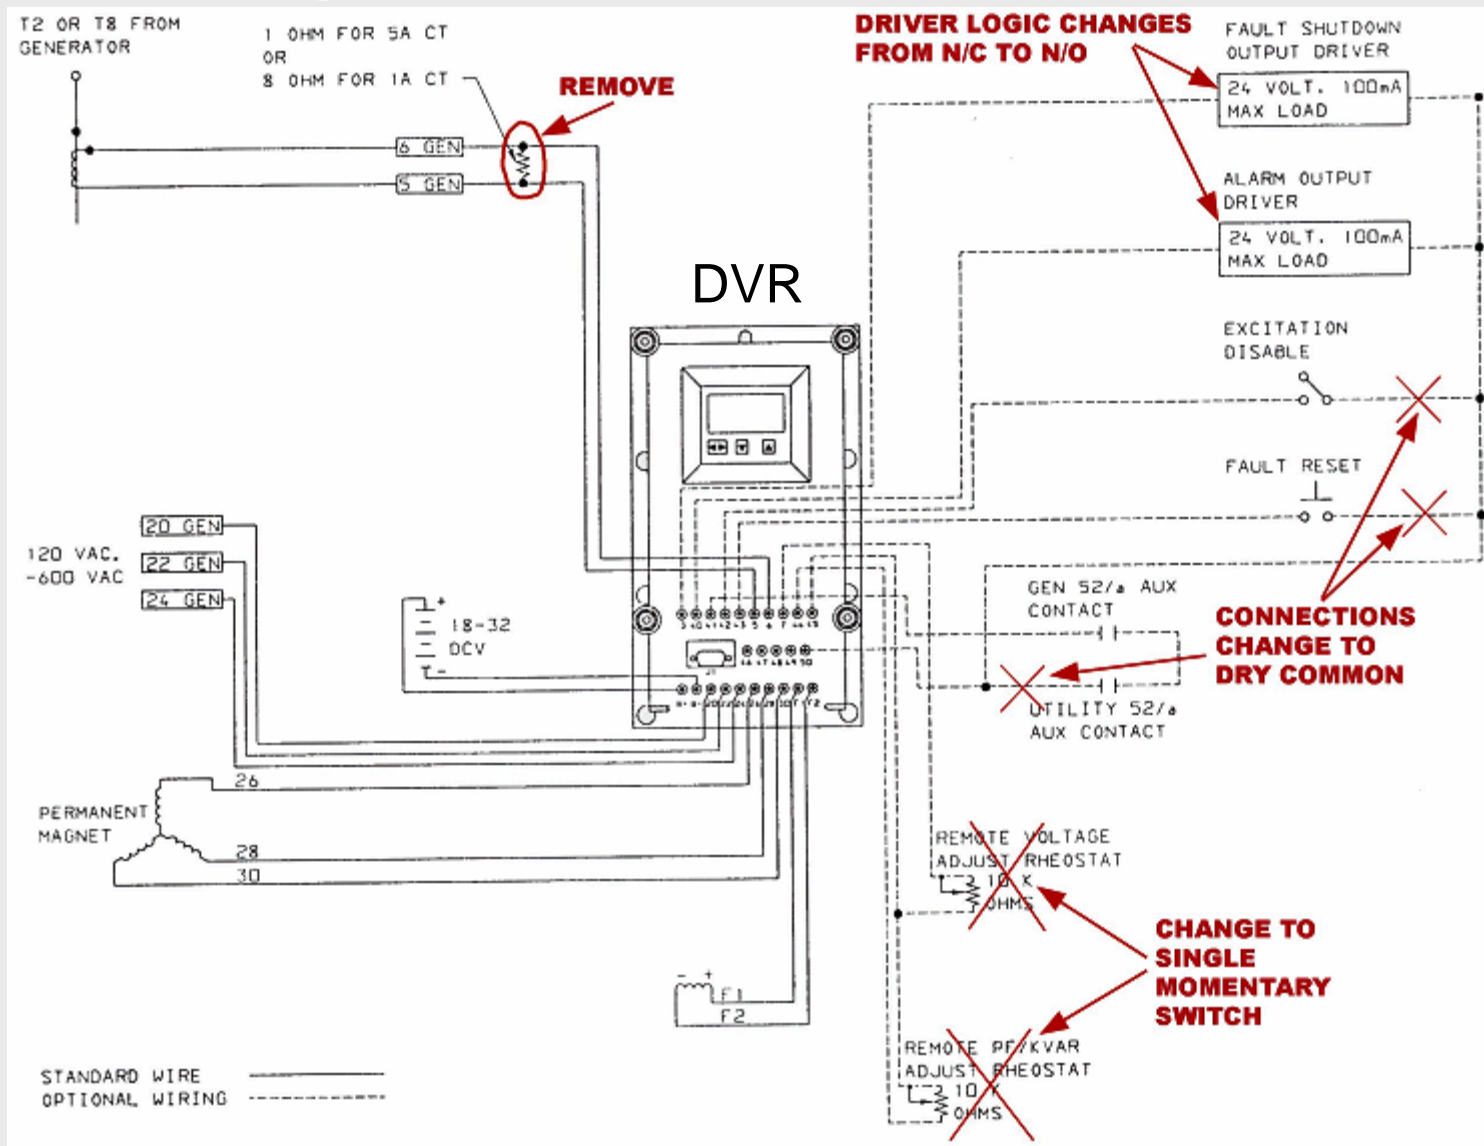 T2 OR T8 FROM
GENERATOR
1 OHM FOR 5A CT
OR
8 OHM FOR 1A CT
REMOVE
DRIVER LOGIC CHANGES
FROM N/C TO N/O
FAULT SHUTDOWN
OUTPUT DRIVER
24 VOLT. 100mA
MAX LOAD
6 GEN
5 GEN
ALARM OUTPUT
DRIVER
24 VOLT. 100mA
MAX LOAD
DVR
EXCITATION
DISABLE
FAULT RESET
20 GEN
120 VAC.
-600 VAC
22 GEN
24 GEN
+
18-32
DCV
-
GEN 52/a AUX
CONTACT
CONNECTIONS
CHANGE TO
DRY COMMON
UTILITY 52/a
AUX CONTACT
26
PERMANENT
MAGNET
28
30
REMOTE VOLTAGE
ADJUST RHEOSTAT
10 K
OHMS
CHANGE TO
SINGLE
MOMENTARY
SWITCH
- +
F1
F2
REMOTE PF/KVAR
ADJUST RHEOSTAT
10 K
OHMS
STANDARD WIRE
OPTIONAL WIRING